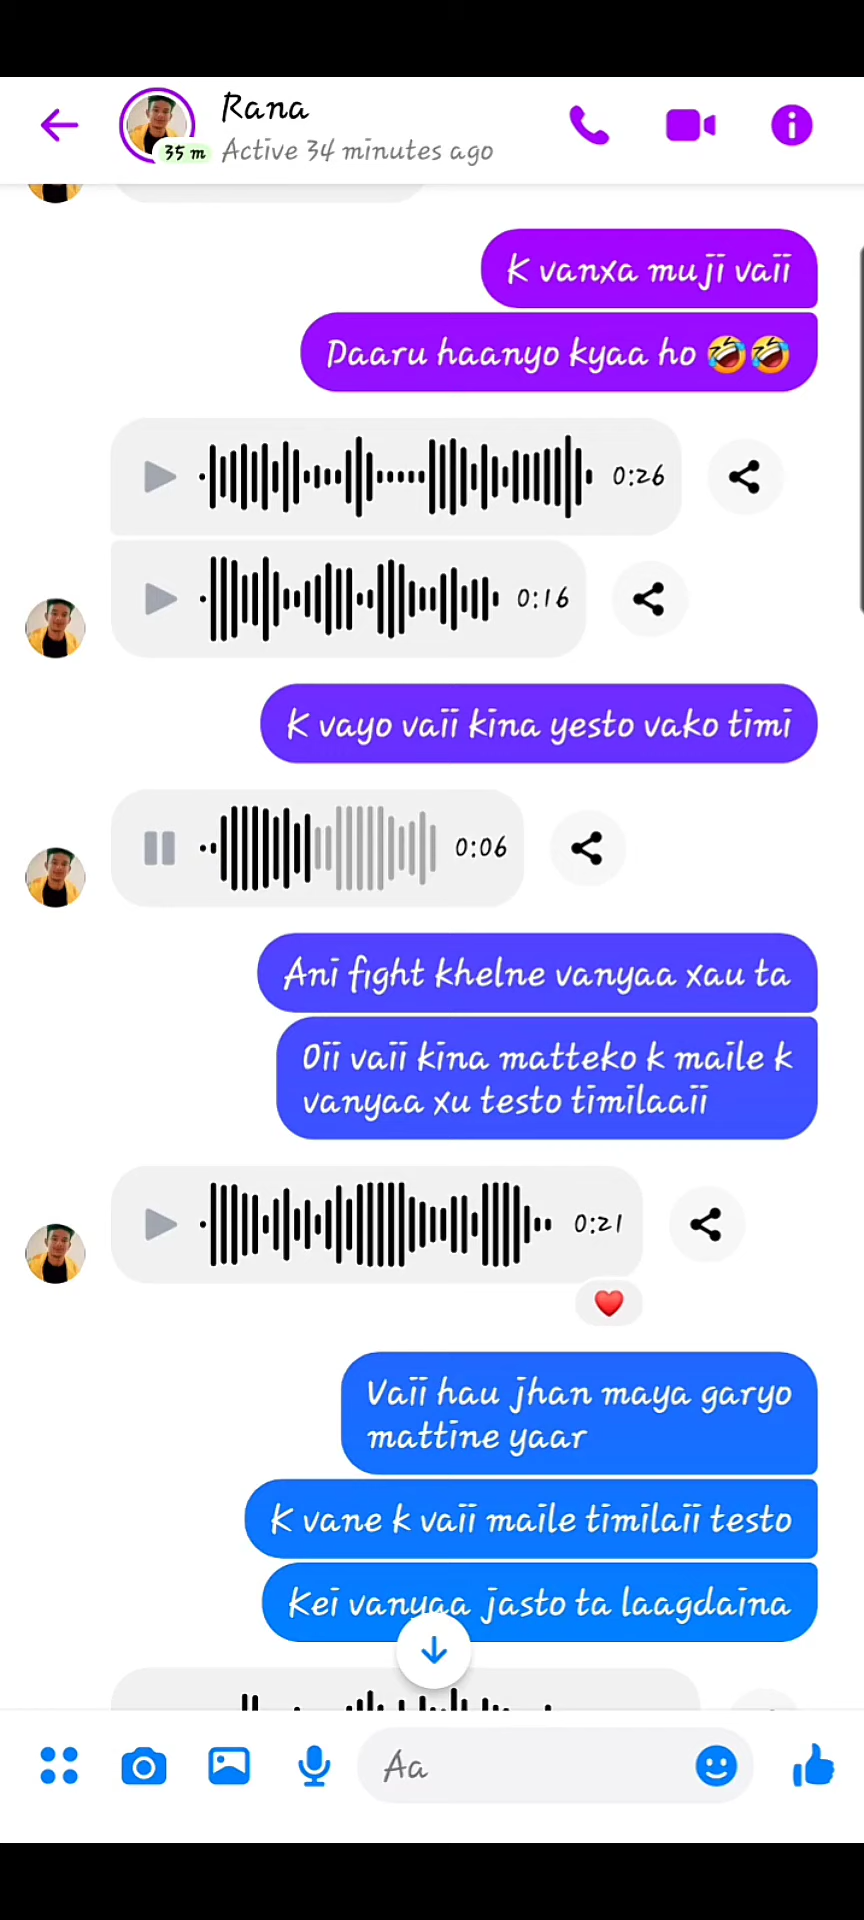 Rana
35 m
Active 34 minutes ago
K vanxa muji vaii
Daaru haanyo kyaa ho 🤣🤣
0:26
0:16
K vayo vaii kina yesto vako timi
0:06
Ani fight khelne vanyaa xau ta
Oii vaii kina matteko k maile k
vanyaa xu testo timilaaii
0:21
Vaii hau jhan maya garyo
mattine yaar
K vane k vaii maile timilaii testo
Kei vanyaa jasto ta laagdaina
Aa